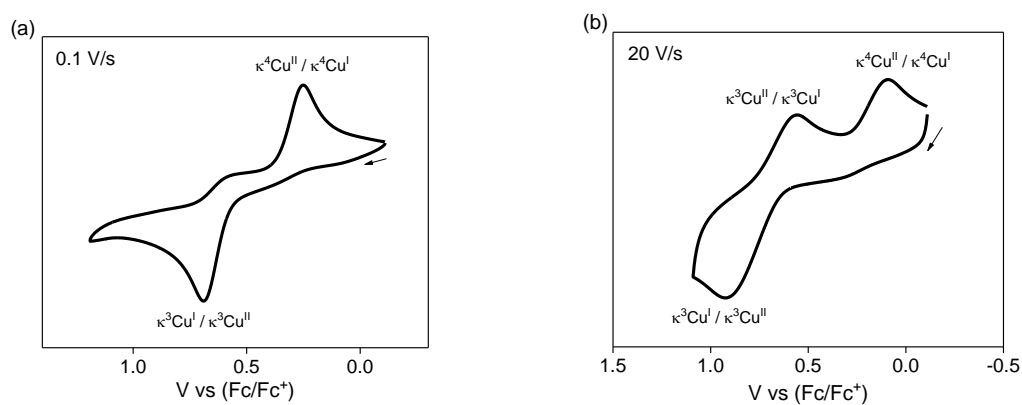 (a)
0.1 V/s
κ⁴Cuᴵᴵ / κ⁴Cuᴵ
κ³Cuᴵ / κ³Cuᴵᴵ
1.0 0.5 0.0
V vs (Fc/Fc⁺)
(b)
20 V/s
κ⁴Cuᴵᴵ / κ⁴Cuᴵ
κ³Cuᴵᴵ / κ³Cuᴵ
κ³Cuᴵ / κ³Cuᴵᴵ
1.5 1.0 0.5 0.0 -0.5
V vs (Fc/Fc⁺)